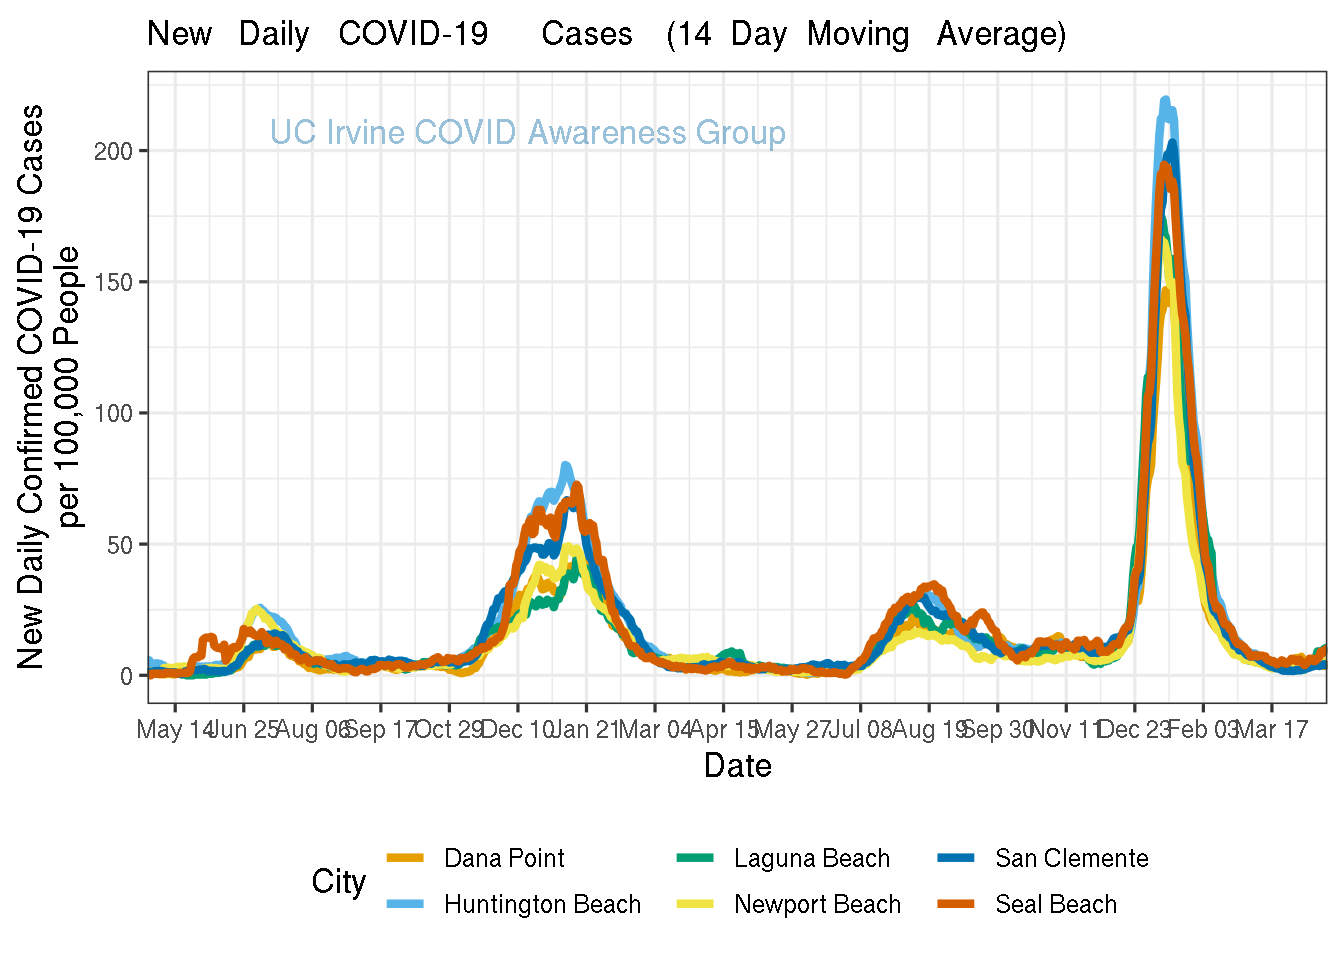 New Daily COVID-19 Cases (14 Day Moving Average)
UC Irvine COVID Awareness Group
New Daily Confirmed COVID-19 Cases
per 100,000 People
200
150
100
50
0
May 14 Jun 25 Aug 06 Sep 17 Oct 29 Dec 10 Jan 21 Mar 04 Apr 15 May 27 Jul 08 Aug 19 Sep 30 Nov 11 Dec 23 Feb 03 Mar 17
Date
City
Dana Point Laguna Beach San Clemente
Huntington Beach Newport Beach Seal Beach